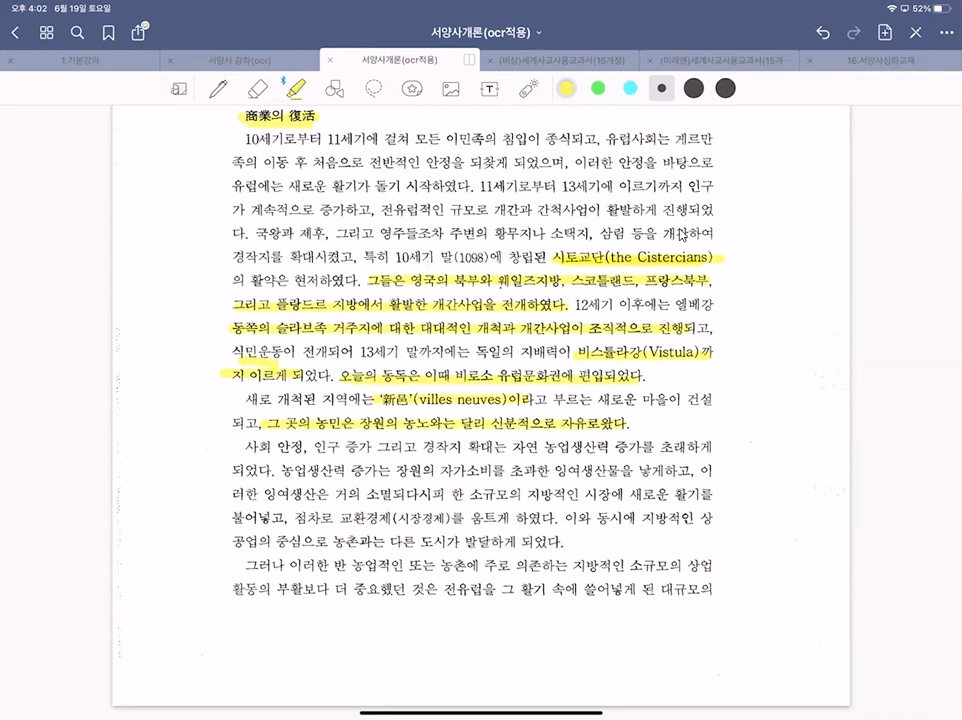 오후 4:02 6월 19일 토요일
52%
서양사개론(ocr적용)
1.기본강의
서양사 강좌(ocr)
서양사개론(ocr적용)
(비상)세계사교사용교과서(15개정)
(미래엔)세계사교사용교과서(15개…
16.서양사심화교재
商業의 復活
10세기로부터 11세기에 걸쳐 모든 이민족의 침입이 종식되고, 유럽사회는 게르만
족의 이동 후 처음으로 전반적인 안정을 되찾게 되었으며, 이러한 안정을 바탕으로
유럽에는 새로운 활기가 돌기 시작하였다. 11세기로부터 13세기에 이르기까지 인구
가 계속적으로 증가하고, 전유럽적인 규모로 개간과 간척사업이 활발하게 진행되었
다. 국왕과 제후, 그리고 영주들조차 주변의 황무지나 소택지, 삼림 등을 개간하여
경작지를 확대시켰고, 특히 10세기 말(1098)에 창립된 시토교단(the Cistercians)
의 활약은 현저하였다. 그들은 영국의 북부와 웨일즈지방, 스코틀랜드, 프랑스북부,
그리고 플랑드르 지방에서 활발한 개간사업을 전개하였다. 12세기 이후에는 엘베강
동쪽의 슬라브족 거주지에 대한 대대적인 개척과 개간사업이 조직적으로 진행되고,
식민운동이 전개되어 13세기 말까지에는 독일의 지배력이 비스튤라강(Vistula)까
지 이르게 되었다. 오늘의 동독은 이때 비로소 유럽문화권에 편입되었다.
새로 개척된 지역에는 ‘新邑’(villes neuves)이라고 부르는 새로운 마을이 건설
되고, 그 곳의 농민은 장원의 농노와는 달리 신분적으로 자유로왔다.
사회 안정, 인구 증가 그리고 경작지 확대는 자연 농업생산력 증가를 초래하게
되었다. 농업생산력 증가는 장원의 자가소비를 초과한 잉여생산물을 낳게하고, 이
러한 잉여생산은 거의 소멸되다시피 한 소규모의 지방적인 시장에 새로운 활기를
불어넣고, 점차로 교환경제(시장경제)를 움트게 하였다. 이와 동시에 지방적인 상
공업의 중심으로 농촌과는 다른 도시가 발달하게 되었다.
그러나 이러한 반 농업적인 또는 농촌에 주로 의존하는 지방적인 소규모의 상업
활동의 부활보다 더 중요했던 것은 전유럽을 그 활기 속에 쓸어넣게 된 대규모의